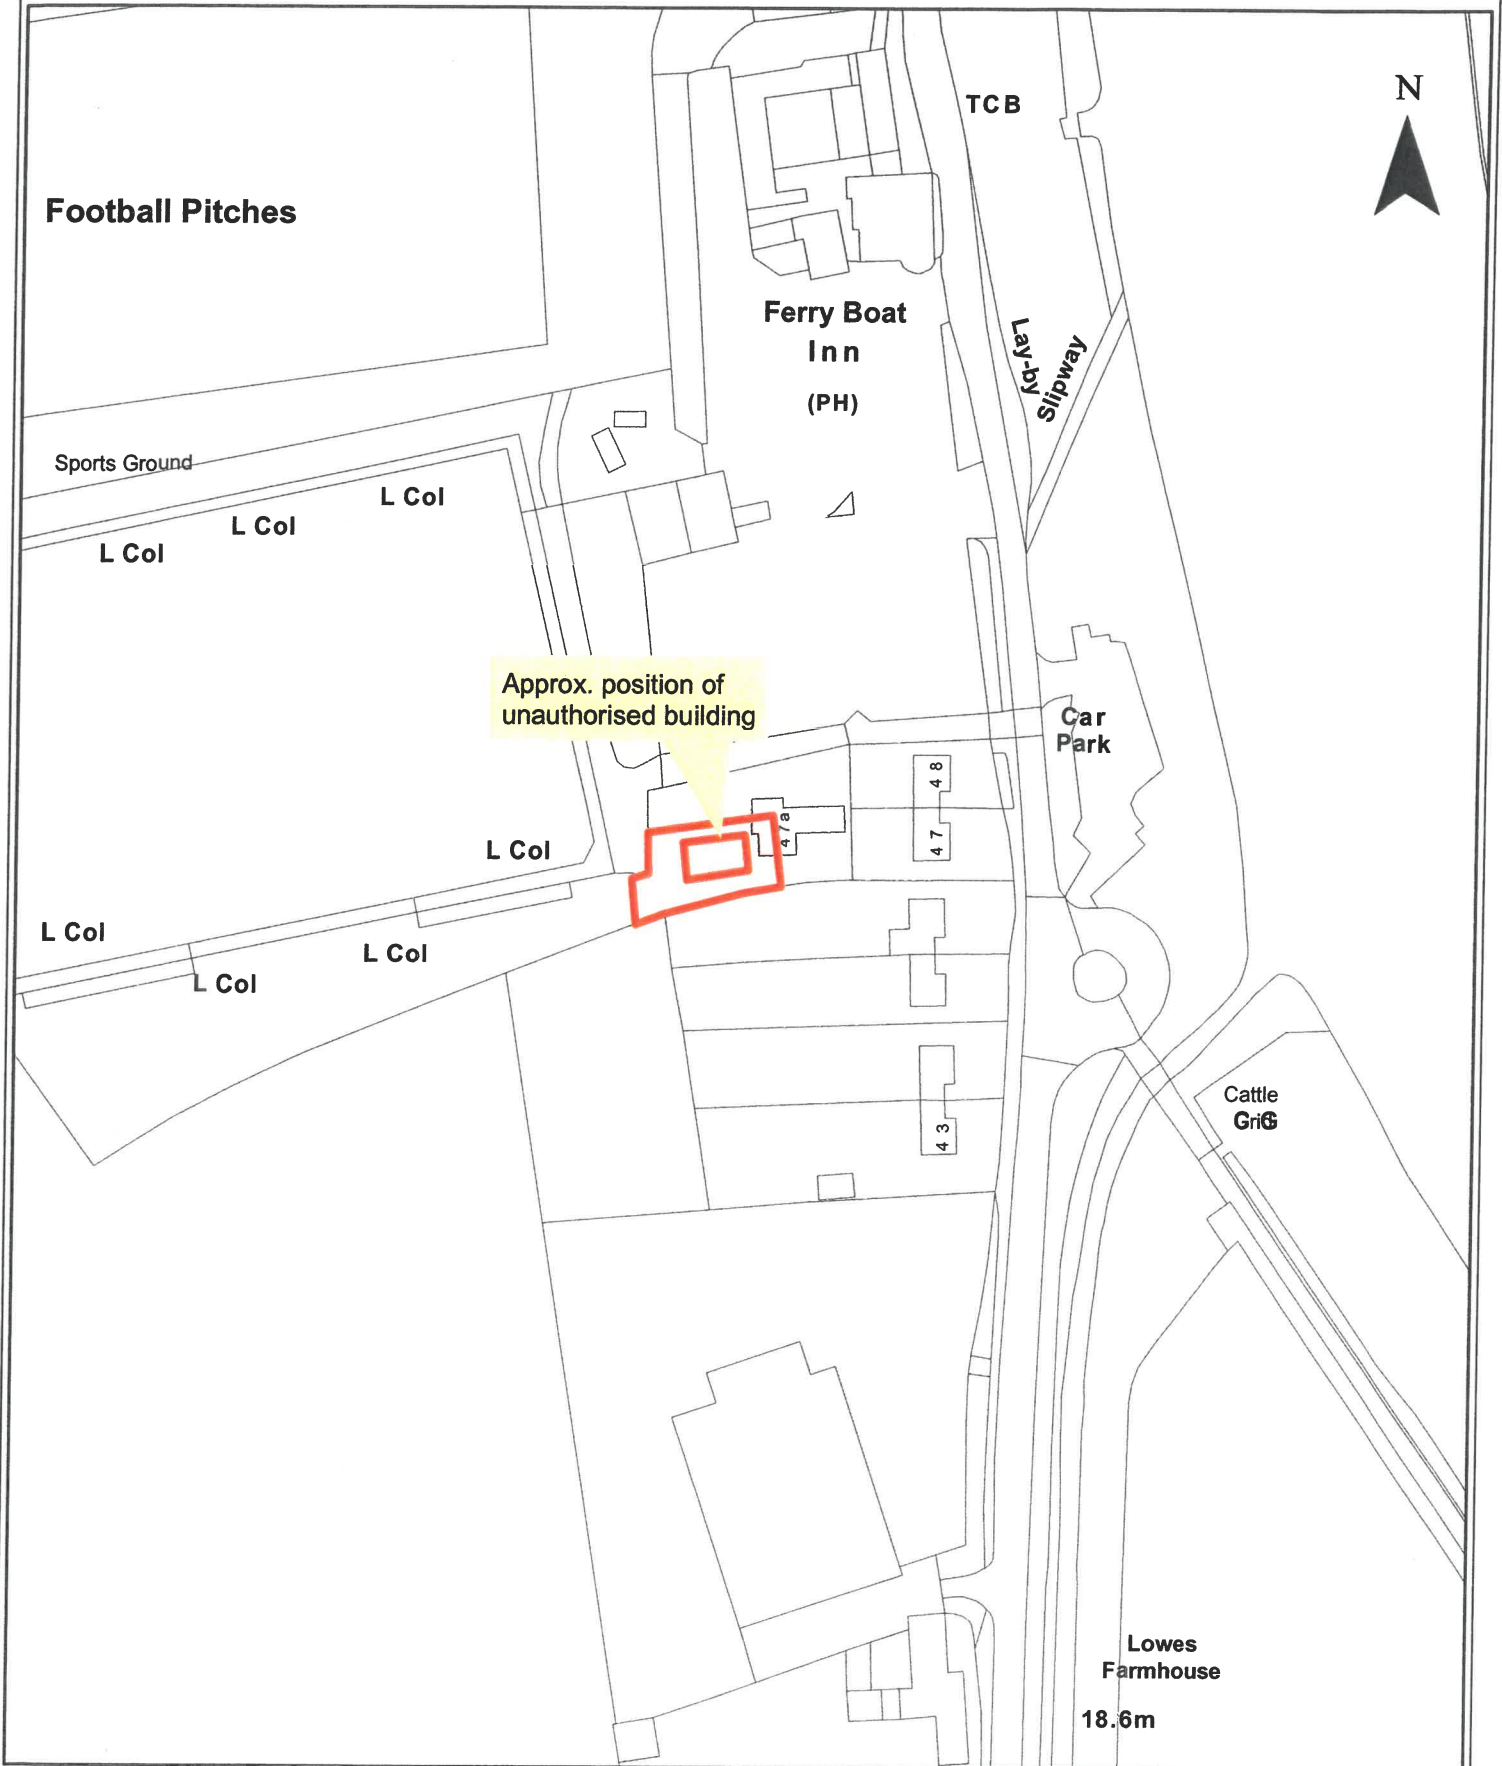 N
TCB
Football Pitches
Ferry Boat
Inn
(PH)
Lay-by
Slipway
Sports Ground
L Col
L Col
L Col
Approx. position of
unauthorised building
Car
Park
48
47a
47
L Col
L Col
L Col
L Col
Cattle
43
Lowes
Farmhouse
18.6m